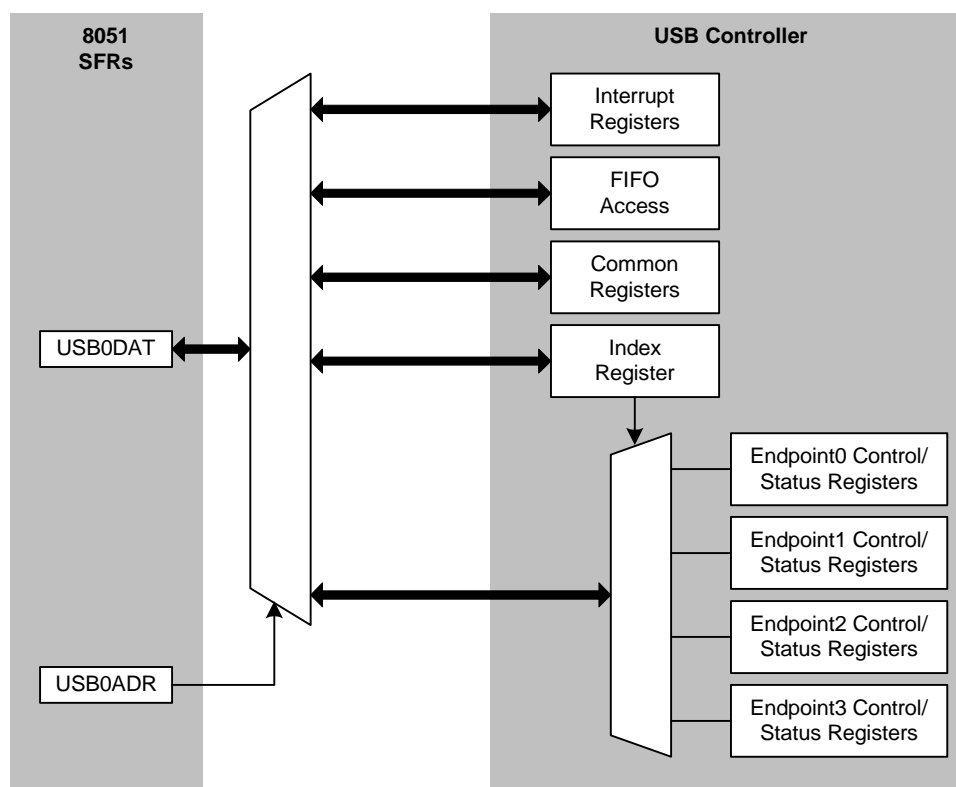 8051
SFRs
USB Controller
Interrupt
Registers
FIFO
Access
Common
Registers
USB0DAT
Index
Register
Endpoint0 Control/
Status Registers
Endpoint1 Control/
Status Registers
Endpoint2 Control/
Status Registers
USB0ADR
Endpoint3 Control/
Status Registers